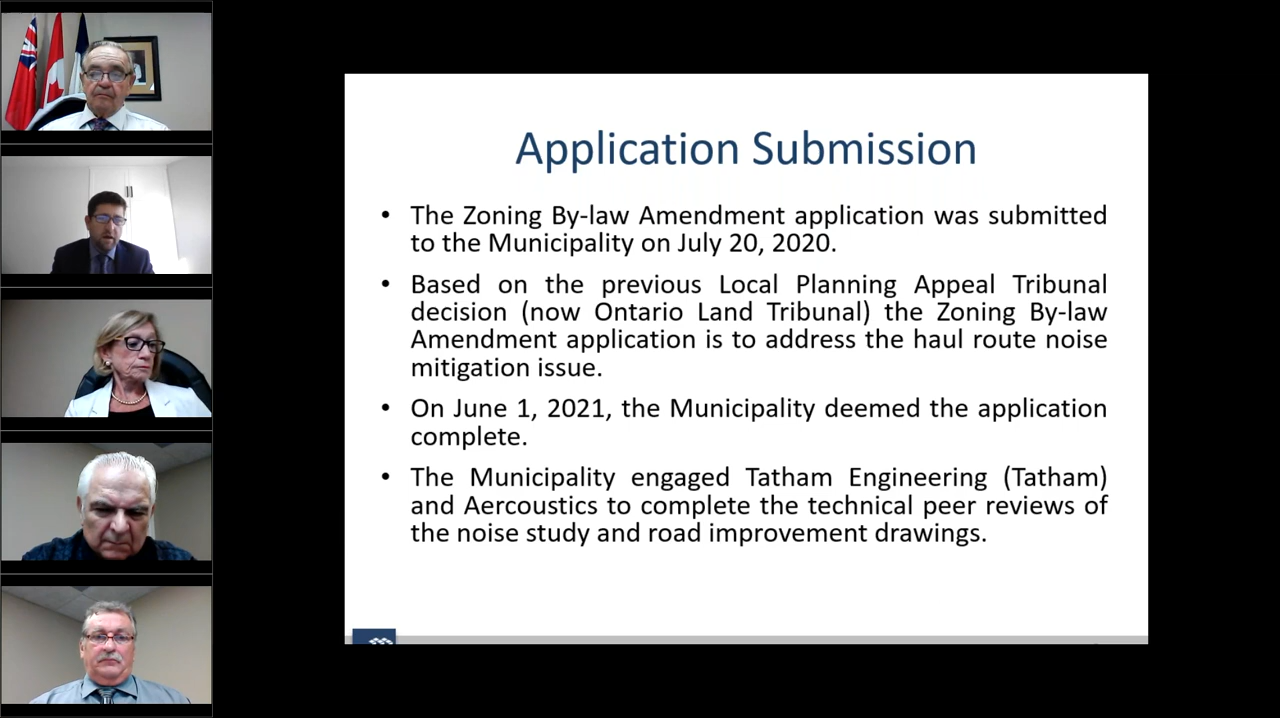 Application Submission
• The Zoning By-law Amendment application was submitted
to the Municipality on July 20, 2020.
• Based on the previous Local Planning Appeal Tribunal
decision (now Ontario Land Tribunal) the Zoning By-law
Amendment application is to address the haul route noise
mitigation issue.
• On June 1, 2021, the Municipality deemed the application
complete.
• The Municipality engaged Tatham Engineering (Tatham)
and Aercoustics to complete the technical peer reviews of
the noise study and road improvement drawings.